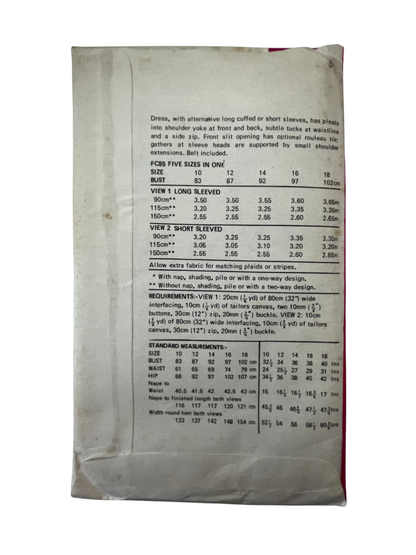 Dress, with alternative long cuffed or short sleeves, has pleats
into shoulder yoke at front and back, subtle tucks at waistline
and a side zip. Front slit opening has optional rouleau tie;
gathers at sleeve heads are supported by small shoulder
extensions. Belt included.
FC85 FIVE SIZES IN ONE
SIZE 10 12 14 16 18
BUST 83 87 92 97 102cm
VIEW 1 LONG SLEEVED
90cm** 3.50 3.50 3.55 3.60 3.65m
115cm** 3.20 3.25 3.25 3.35 3.35m
150cm** 2.55 2.55 2.55 2.60 2.65m
VIEW 2 SHORT SLEEVED
90cm** 3.20 3.25 3.25 3.35 3.35m
115cm** 3.05 3.05 3.10 3.20 3.20m
150cm** 2.55 2.55 2.55 2.60 2.65m
Allow extra fabric for matching plaids or stripes.
* With nap, shading, pile or with a one-way design.
** Without nap, shading, pile or with a two-way design.
REQUIREMENTS:-VIEW 1: 20cm (¼ yd) of 80cm (32") wide
interfacing, 10cm (⅛ yd) of tailors canvas, two 10mm (⅜")
buttons, 30cm (12") zip, 20mm (¾") buckle. VIEW 2: 10cm
(⅛ yd) of 80cm (32") wide interfacing, 10cm (⅛ yd) of tailors
canvas, 30cm (12") zip, 20mm (¾") buckle.
STANDARD MEASUREMENTS:-
SIZE 10 12 14 16 18 10 12 14 16 18
BUST 83 87 92 97 102 cm 32½ 34 36 38 40 ins
WAIST 61 65 69 74 79 cm 24 25½ 27 29 31 ins
HIP 88 92 97 102 107 cm 34½ 36 38 40 42 ins
Nape to
Waist 40.5 41.5 42 42.5 43 cm 16 16¼ 16½ 16¾ 17 ins
Nape to finished length both views
116 117 117 120 121 cm 45¾ 46 47¼ ins
Width round hem both views
133 137 142 148 154 cm 52½ 54 56 58½ ins